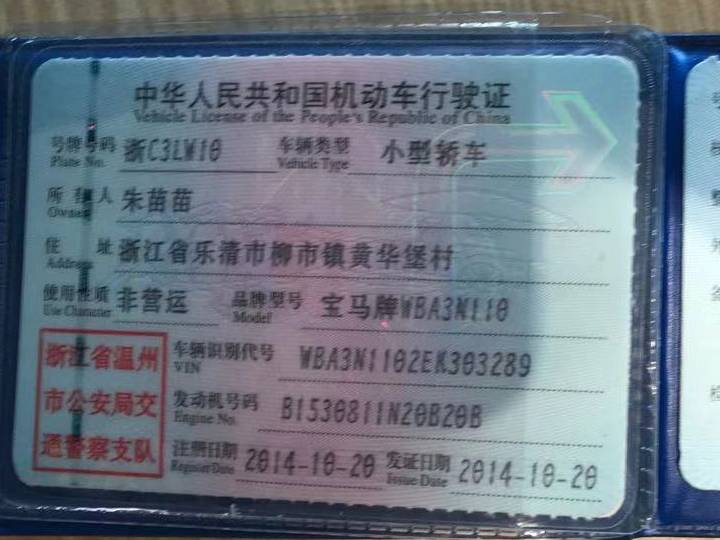 中华人民共和国机动车行驶证
Vehicle License of the People's Republic of China
号牌号码 浙C3LW10 车辆类型 小型轿车
Plate No. Vehicle Type
所有人 朱苗苗
Owner
住址 浙江省乐清市柳市镇黄华堡村
Address
使用性质 非营运 品牌型号 宝马牌WBA3N110
Use Character Model
浙江省温州
市公安局交
通警察支队
车辆识别代号 WBA3N1102EK303289
VIN
发动机号码 B1530811N20B20B
Engine No.
注册日期 2014-10-20 发证日期 2014-10-20
Register Date Issue Date